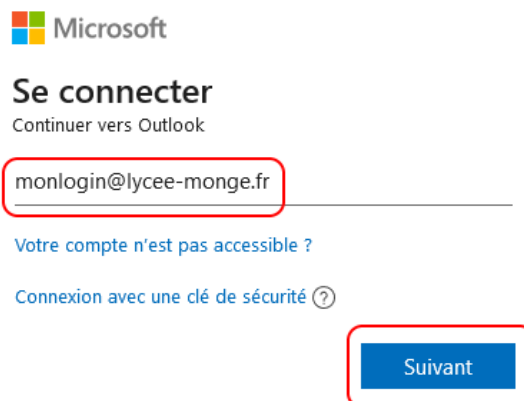 Microsoft
Se connecter
Continuer vers Outlook
monlogin@lycee-monge.fr
Votre compte n'est pas accessible ?
Connexion avec une clé de sécurité ?
Suivant